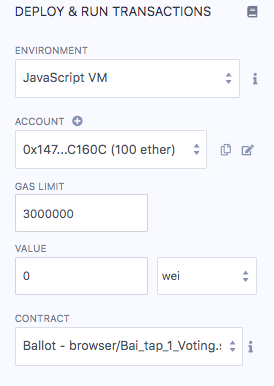 DEPLOY & RUN TRANSACTIONS
ENVIRONMENT
JavaScript VM
ACCOUNT
0x147...C160C (100 ether)
GAS LIMIT
3000000
VALUE
0 wei
CONTRACT
Ballot - browser/Bai_tap_1_Voting.s